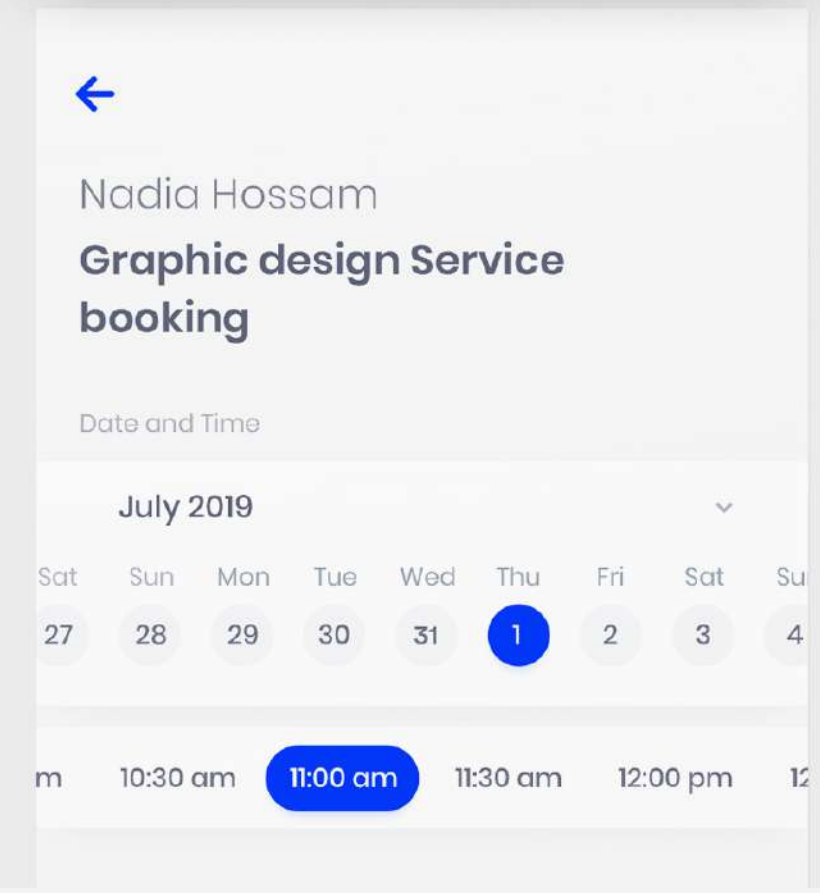 Nadia Hossam
Graphic design Service
booking
Date and Time
July 2019
Sat Sun Mon Tue Wed Thu Fri Sat Su
27 28 29 30 31 1 2 3 4
m 10:30 am 11:00 am 11:30 am 12:00 pm 12